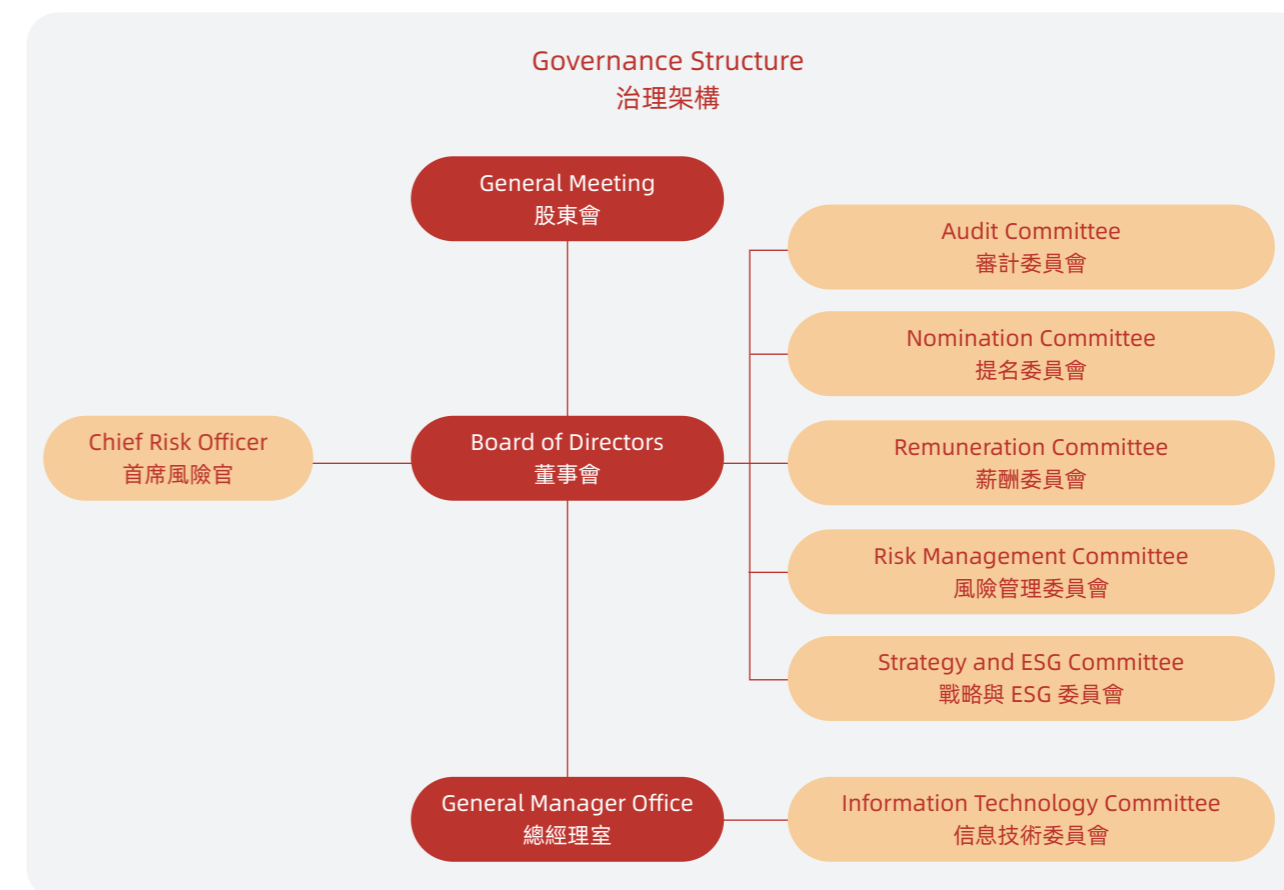 Governance Structure
治理架構
General Meeting
股東會
Audit Committee
審計委員會
Nomination Committee
提名委員會
Chief Risk Officer
首席風險官
Board of Directors
董事會
Remuneration Committee
薪酬委員會
Risk Management Committee
風險管理委員會
Strategy and ESG Committee
戰略與 ESG 委員會
General Manager Office
總經理室
Information Technology Committee
信息技術委員會